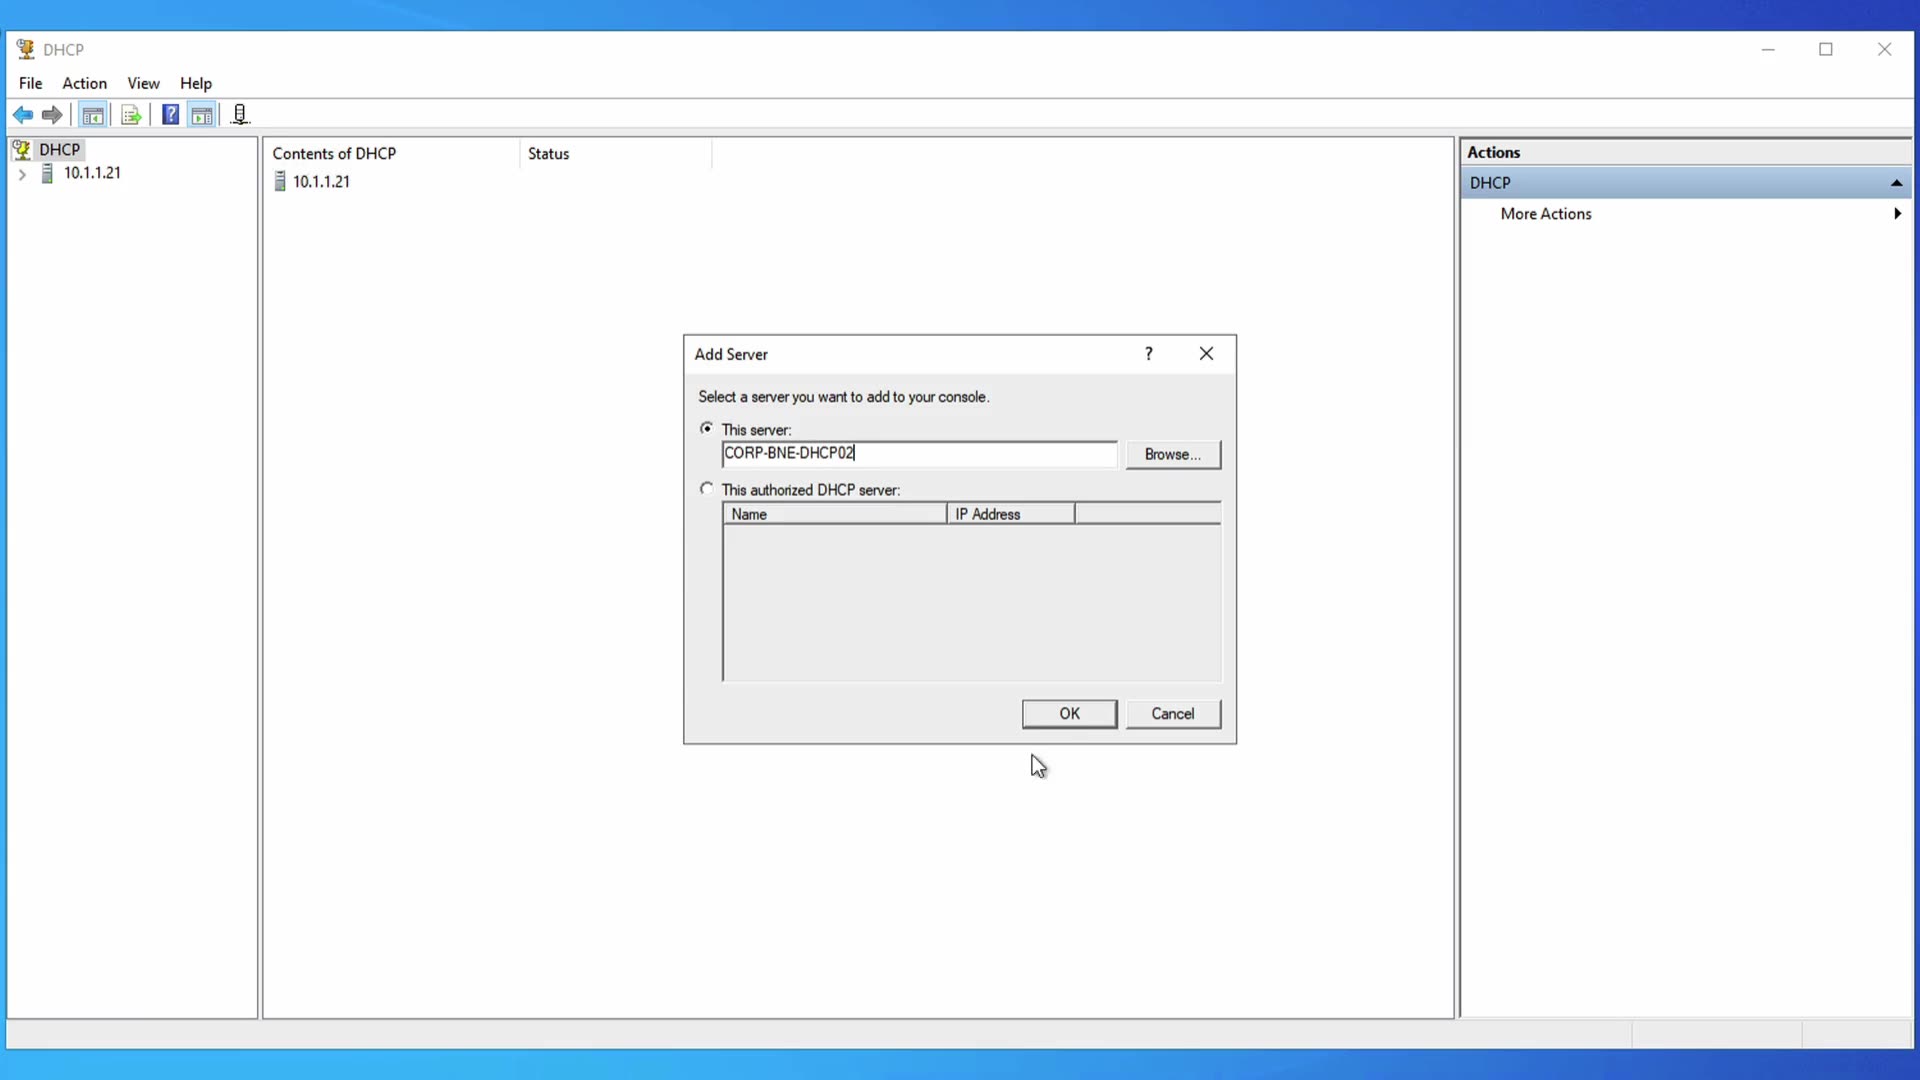 DHCP
File Action View Help
DHCP
10.1.1.21
Contents of DHCP Status
10.1.1.21
Actions
DHCP
More Actions
Add Server
?
Select a server you want to add to your console.
This server:
CORP-BNE-DHCP02
Browse...
This authorized DHCP server:
Name IP Address
OK Cancel